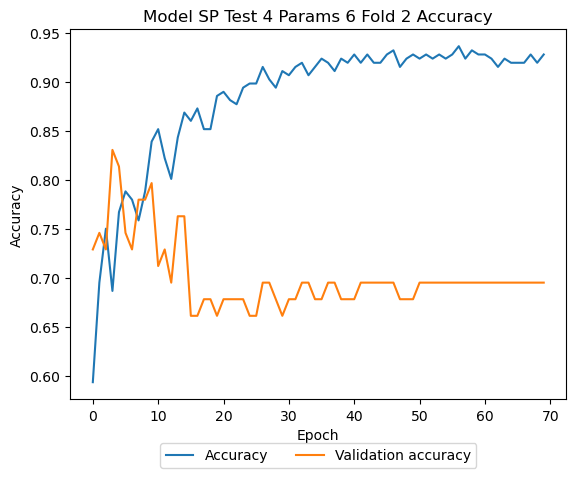 Model SP Test 4 Params 6 Fold 2 Accuracy
0.95
0.90
0.85
0.80
0.75
0.70
0.65
0.60
Accuracy
0 10 20 30 40 50 60 70
Epoch
Accuracy Validation accuracy